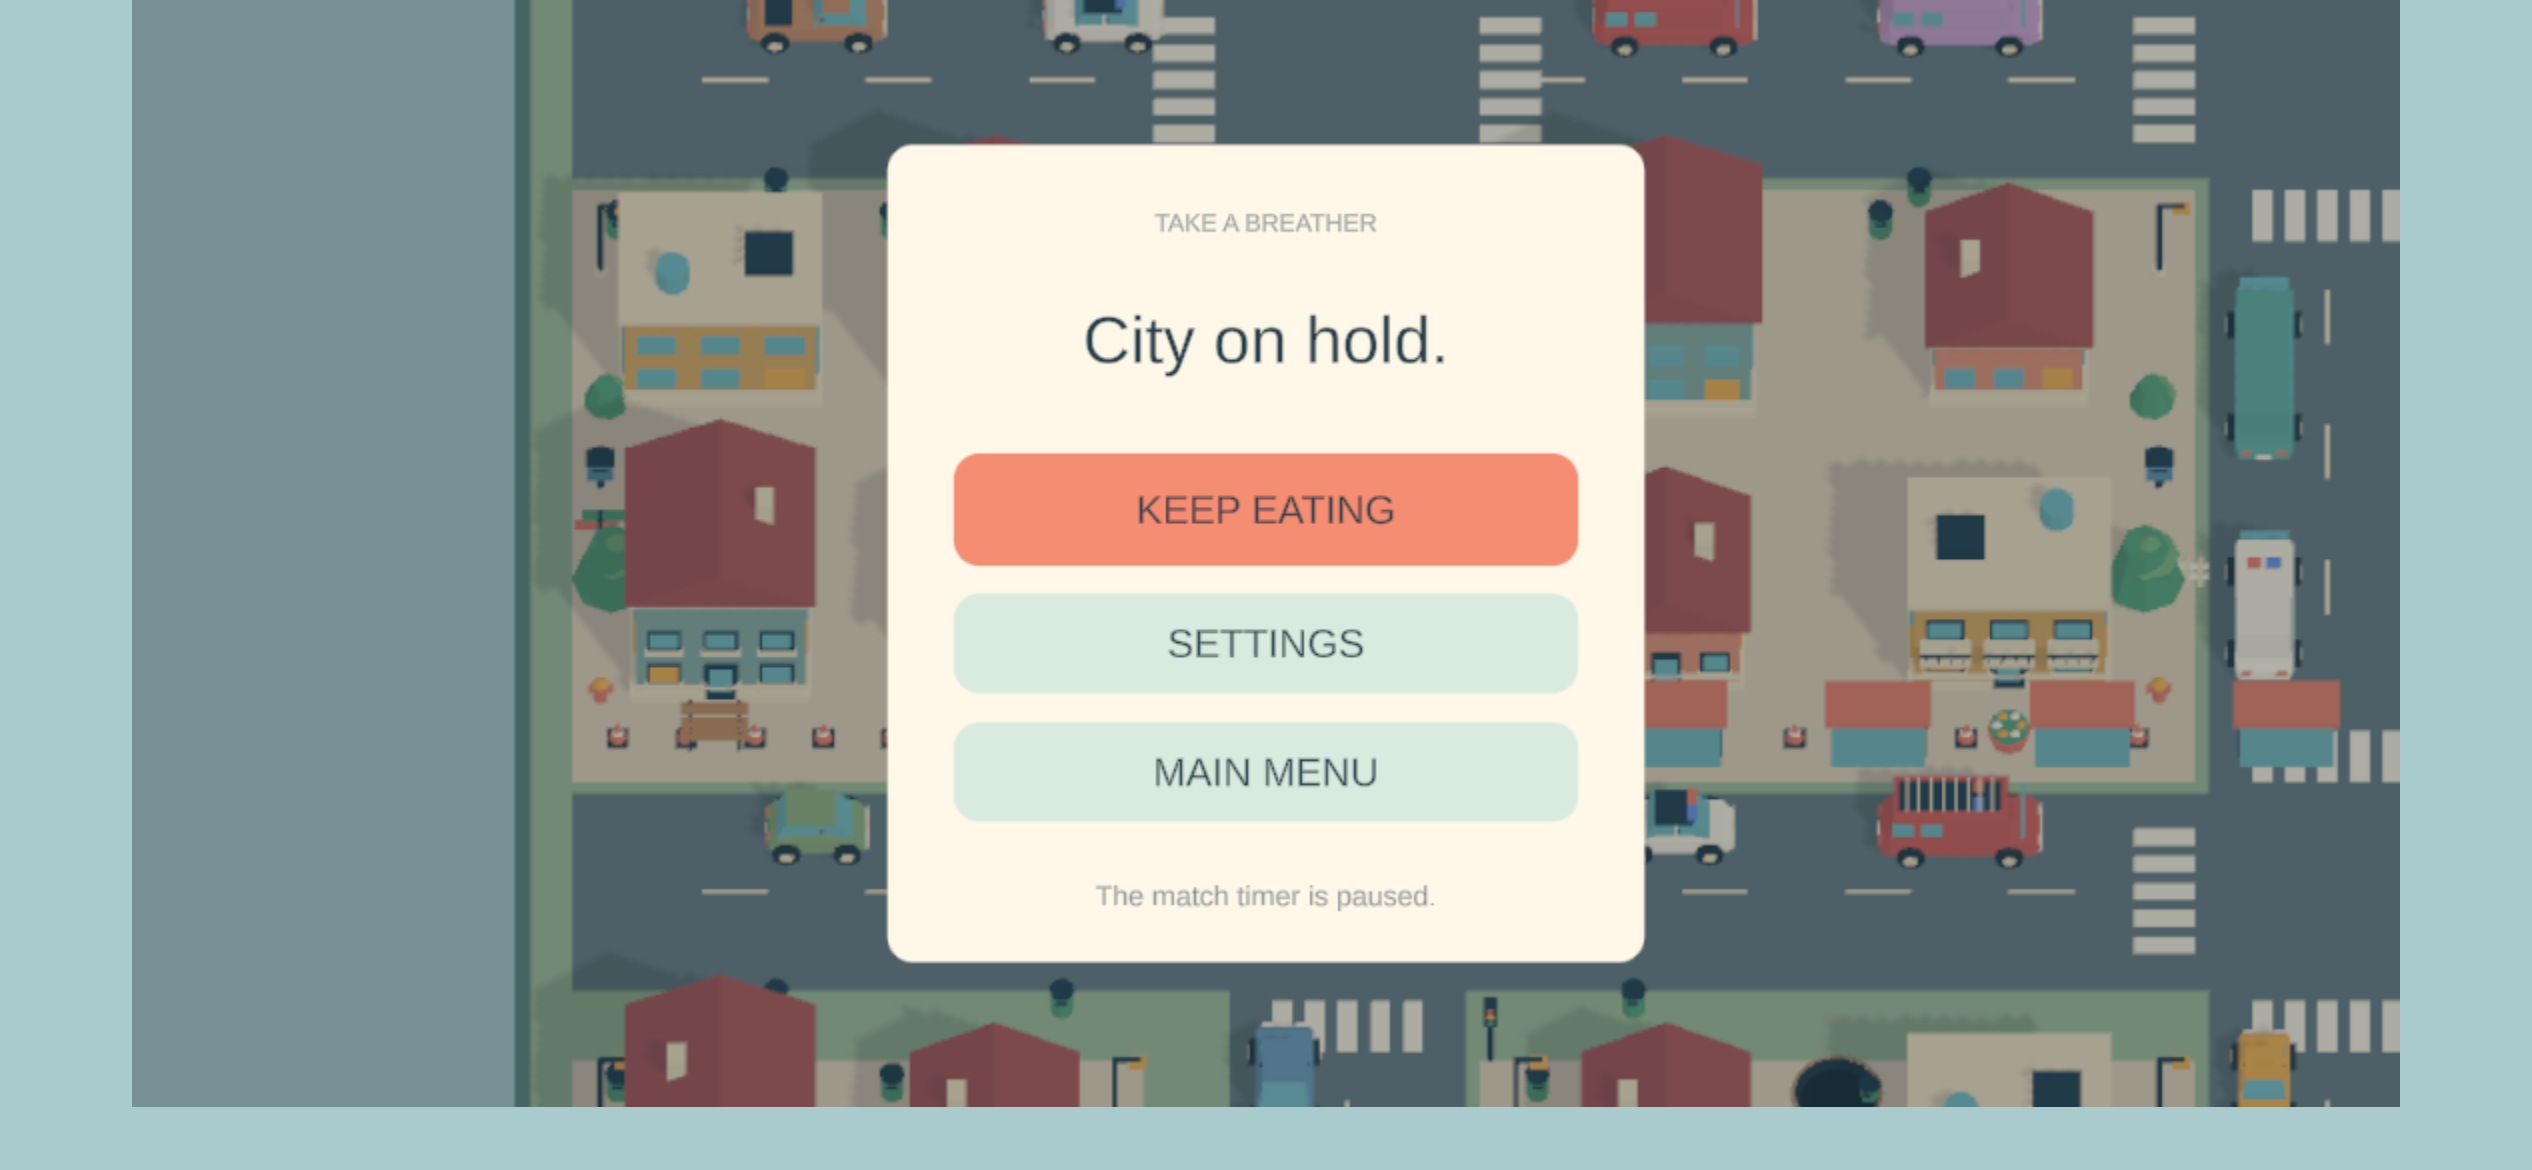 TAKE A BREATHER
City on hold.
KEEP EATING
SETTINGS
MAIN MENU
The match timer is paused.